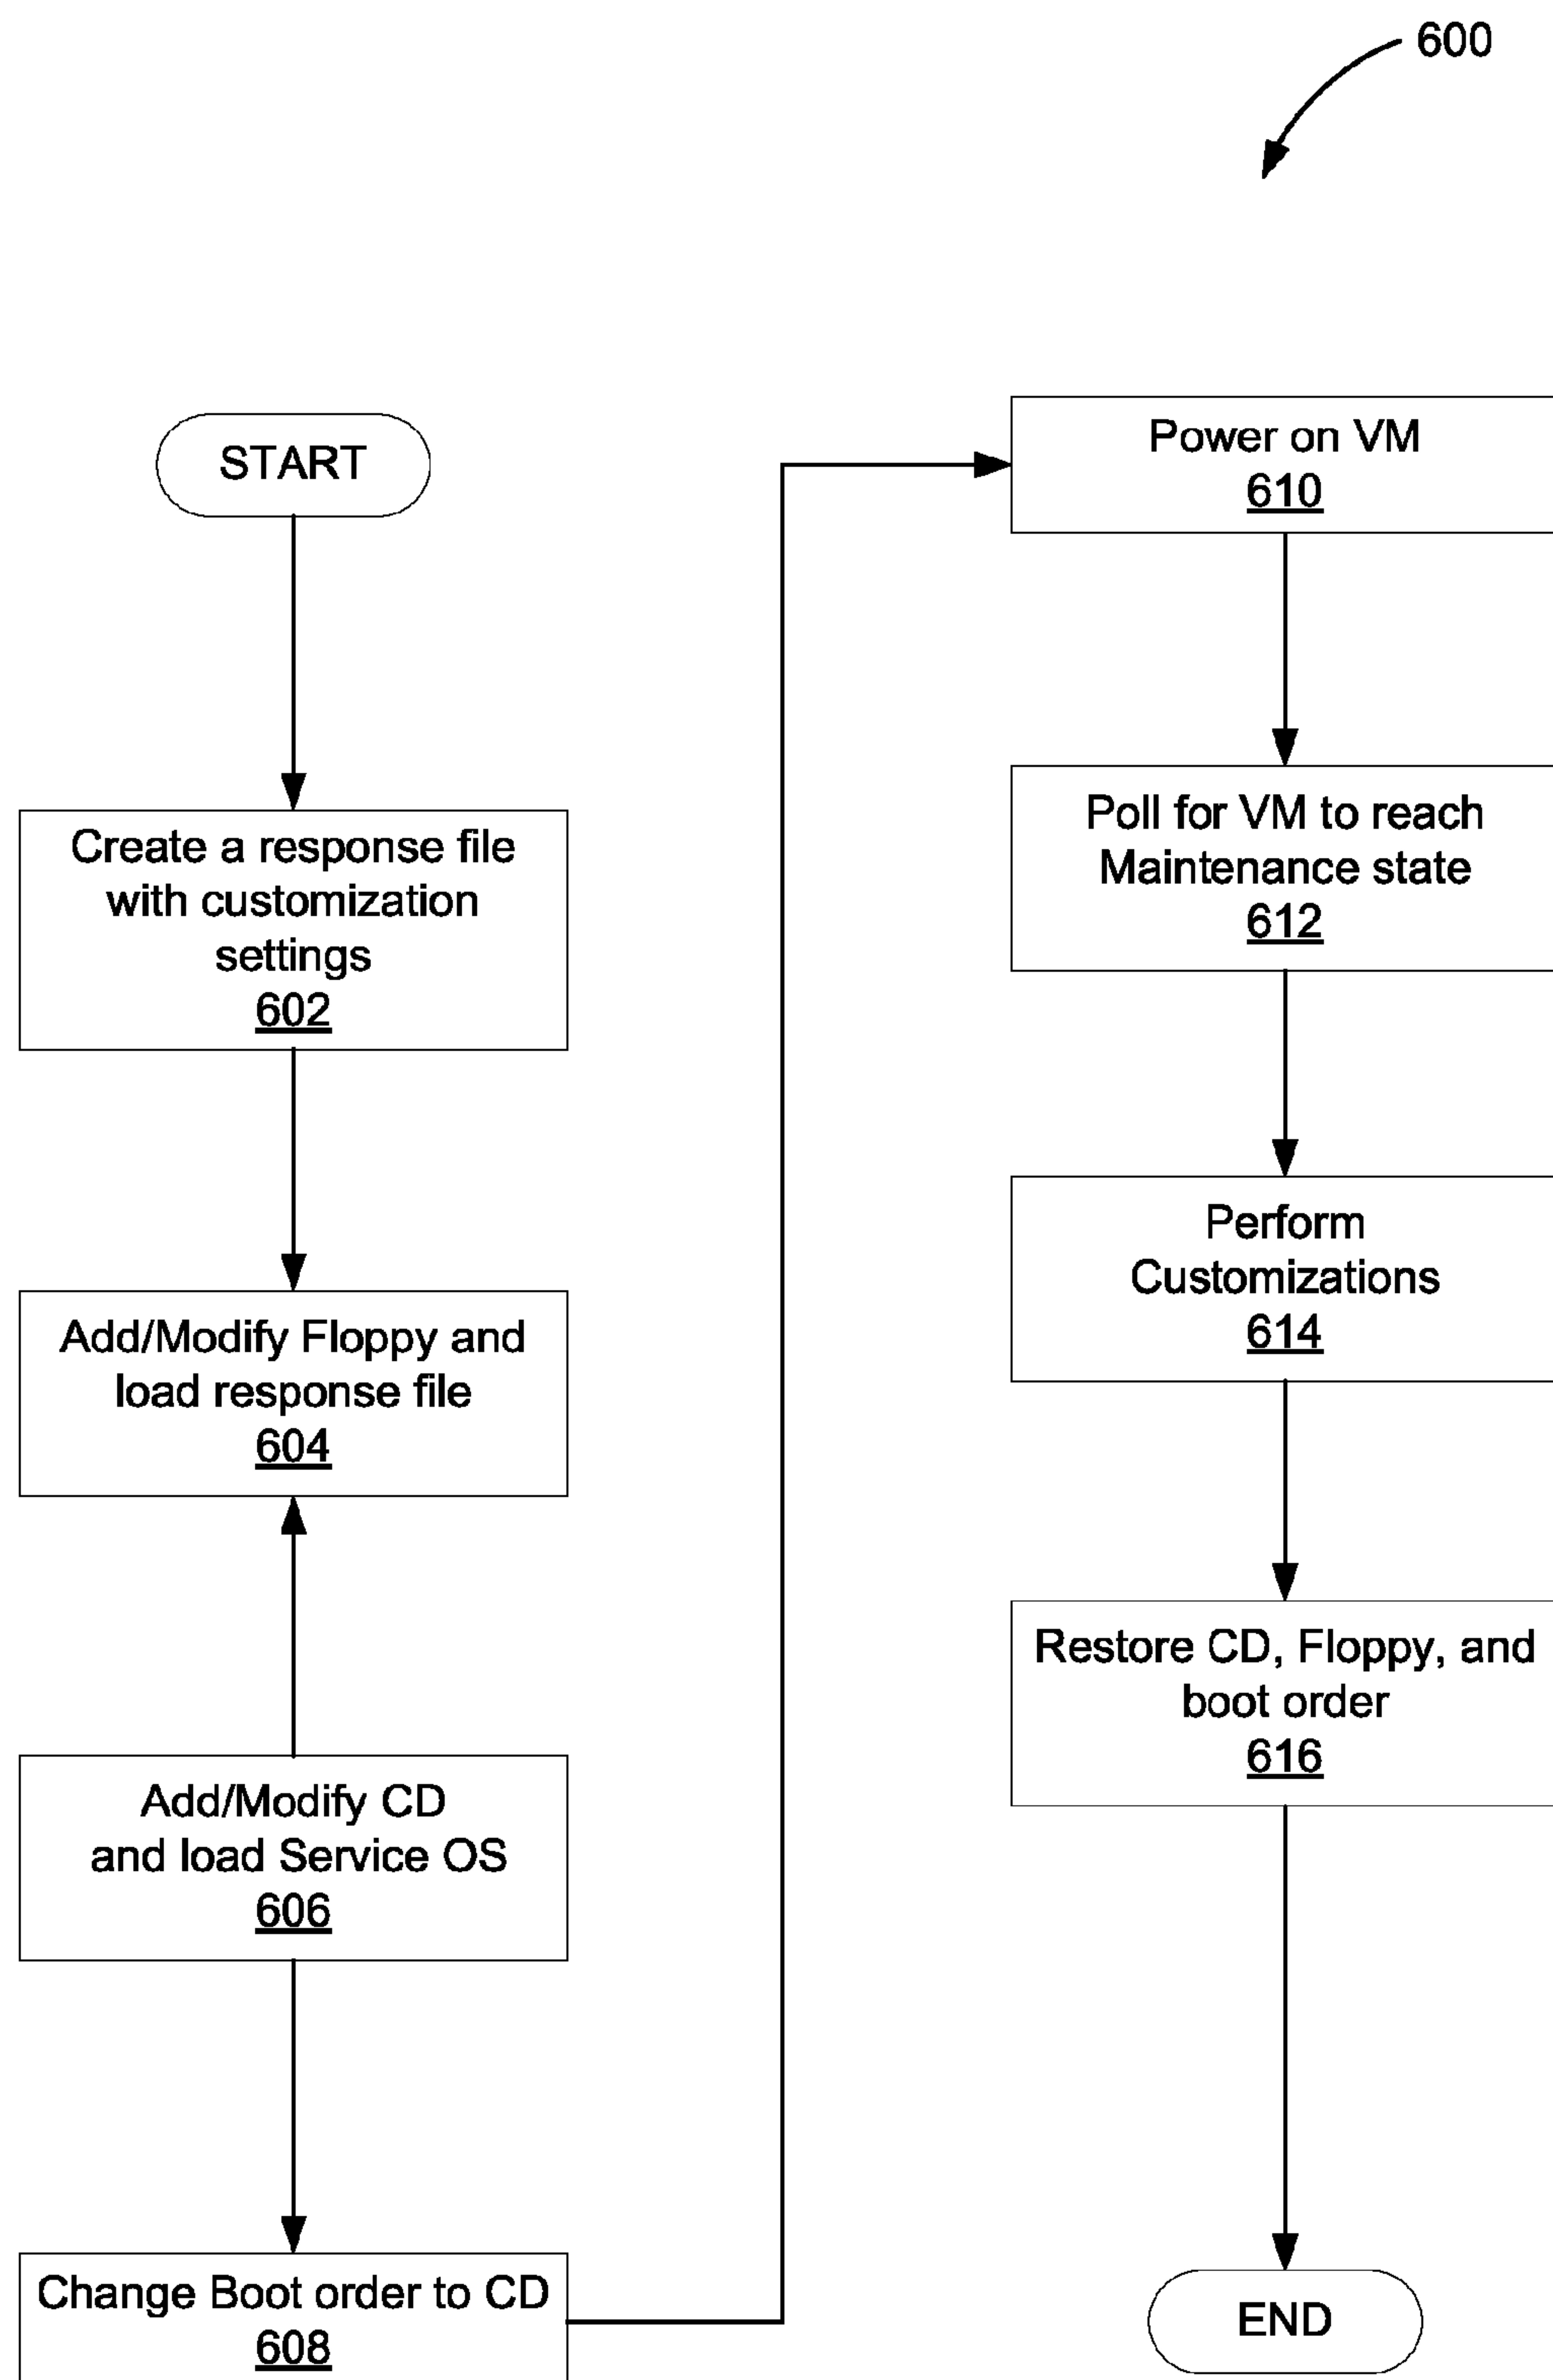 600
START
Create a response file
with customization
settings
602
Add/Modify Floppy and
load response file
604
Add/Modify CD
and load Service OS
606
Change Boot order to CD
608
Power on VM
610
Poll for VM to reach
Maintenance state
612
Perform
Customizations
614
Restore CD, Floppy, and
boot order
616
END